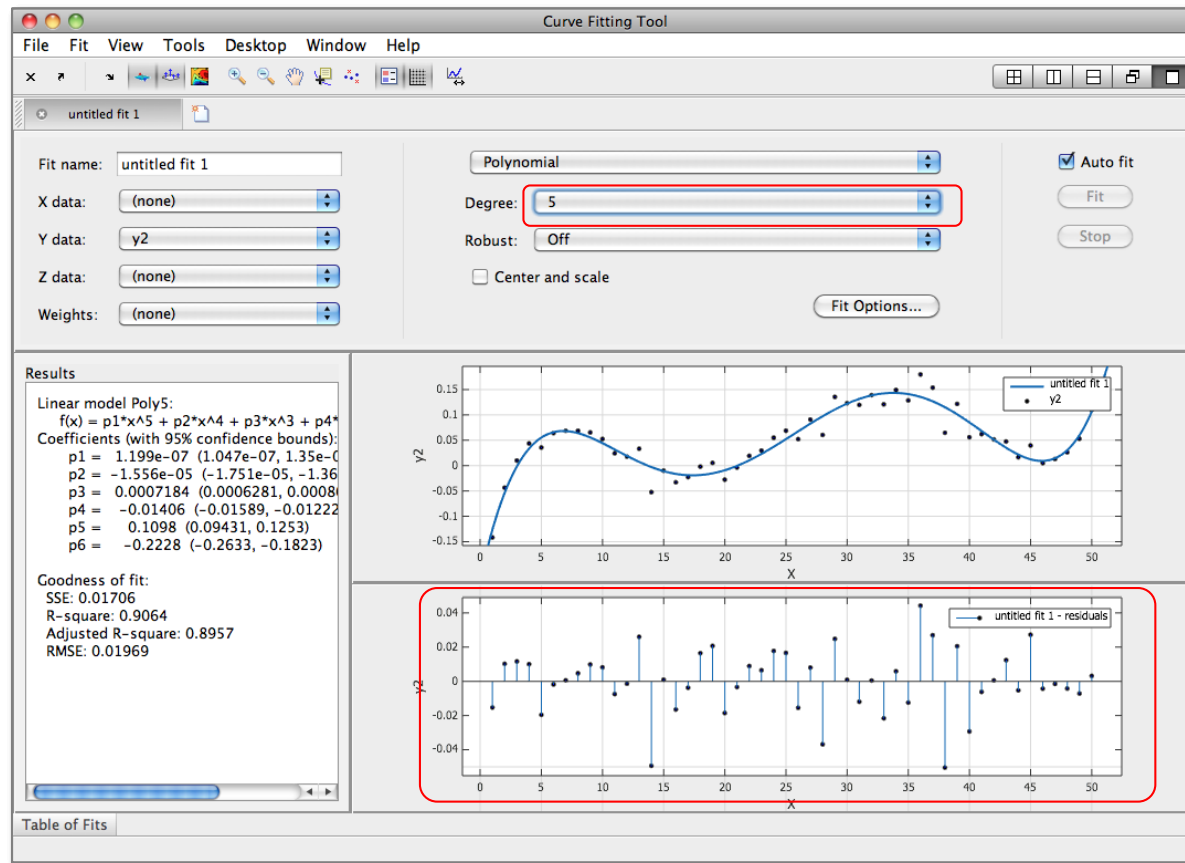 Curve Fitting Tool
File Fit View Tools Desktop Window Help
untitled fit 1
Fit name: untitled fit 1
X data: (none)
Y data: y2
Z data: (none)
Weights: (none)
Polynomial
Degree: 5
Robust: Off
Center and scale
Fit Options...
Auto fit
Fit
Stop
Results
Linear model Poly5:
f(x) = p1*x^5 + p2*x^4 + p3*x^3 + p4*
Coefficients (with 95% confidence bounds):
p1 = 1.199e-07 (1.047e-07, 1.35e-0
p2 = -1.556e-05 (-1.751e-05, -1.36
p3 = 0.0007184 (0.0006281, 0.0008
p4 = -0.01406 (-0.01589, -0.01222
p5 = 0.1098 (0.09431, 0.1253)
p6 = -0.2228 (-0.2633, -0.1823)
Goodness of fit:
SSE: 0.01706
R-square: 0.9064
Adjusted R-square: 0.8957
RMSE: 0.01969
0.15
0.1
0.05
0
-0.05
-0.1
-0.15
y2
untitled fit 1
y2
0 5 10 15 20 25 30 35 40 45 50
X
0.04
0.02
0
-0.02
-0.04
y2
untitled fit 1 - residuals
0 5 10 15 20 25 30 35 40 45 50
X
Table of Fits